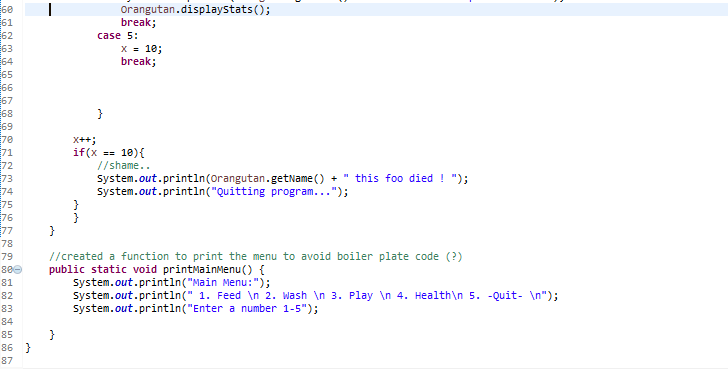 60 Orangutan.displayStats();
61 break;
62 case 5:
63 x = 10;
64 break;
65
66
67
68 }
69
70 x++;
71 if(x == 10){
72 //shame..
73 System.out.println(Orangutan.getName() + " this foo died ! ");
74 System.out.println("Quitting program...");
75 }
76 }
77 }
78
79 //created a function to print the menu to avoid boiler plate code (?)
80 public static void printMainMenu() {
81 System.out.println("Main Menu:");
82 System.out.println(" 1. Feed \n 2. Wash \n 3. Play \n 4. Health\n 5. -Quit- \n");
83 System.out.println("Enter a number 1-5");
84
85 }
86 }
87